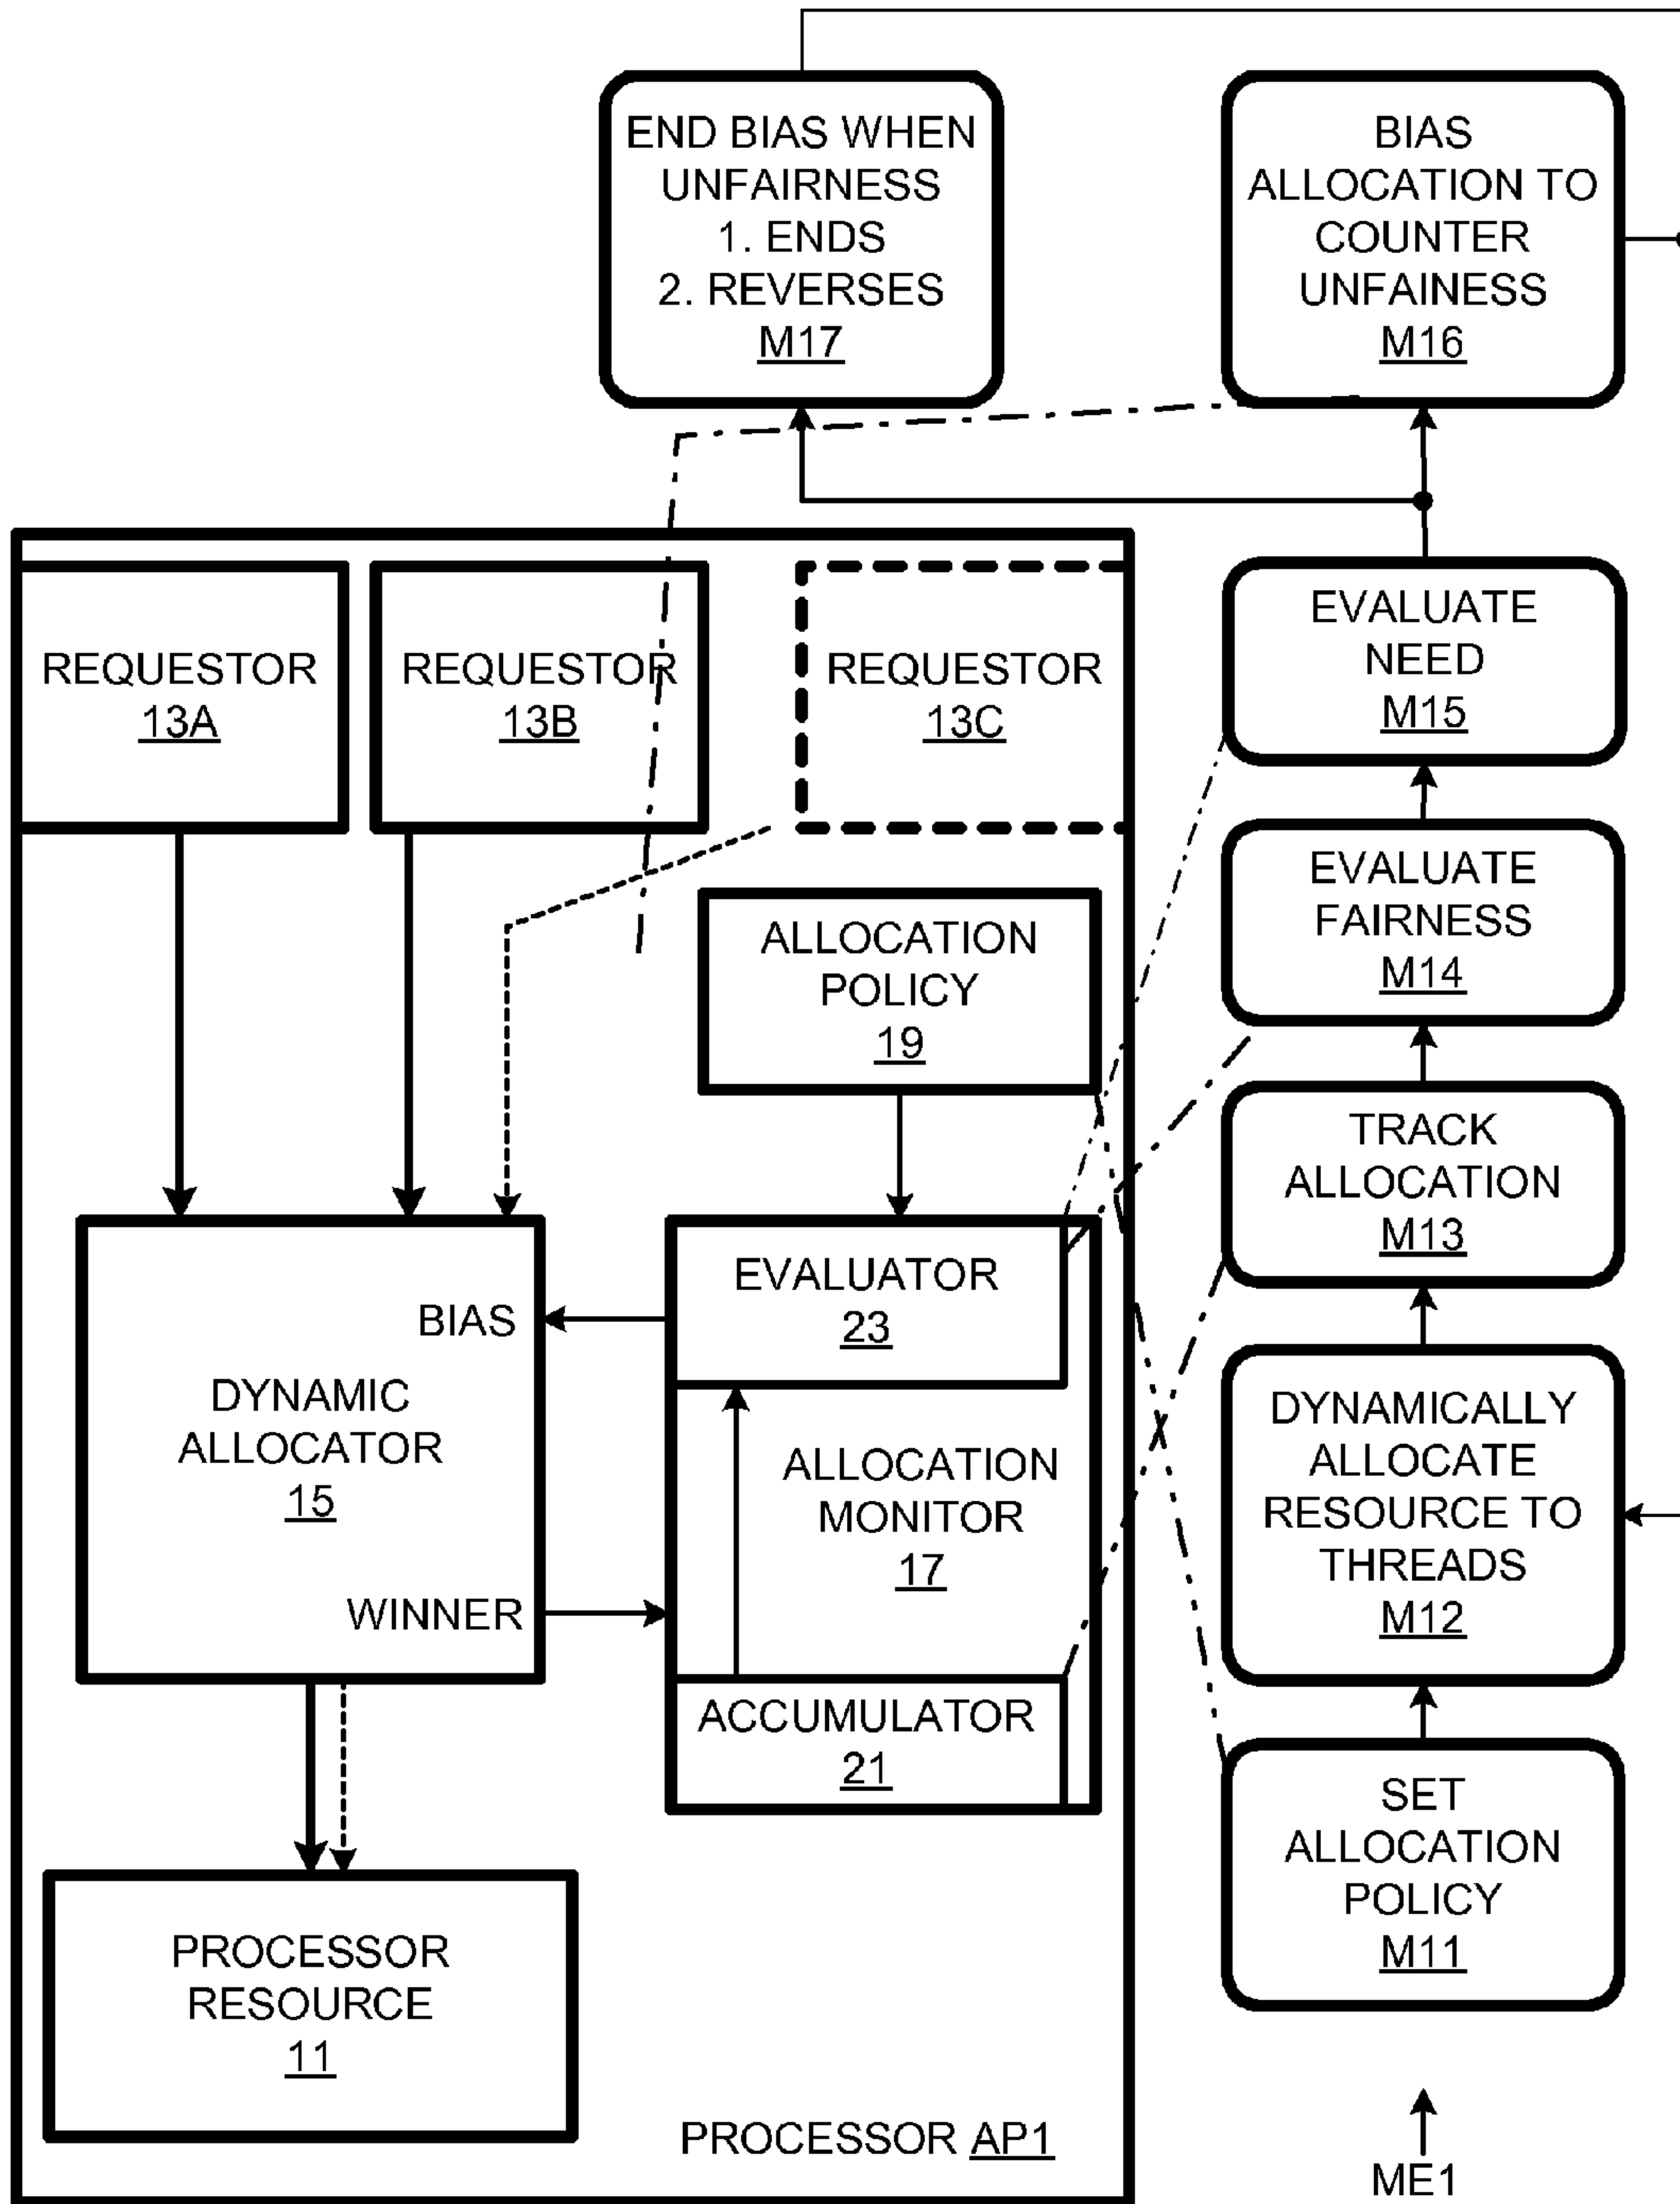 END BIAS WHEN
UNFAIRNESS
1. ENDS
2. REVERSES
M17
BIAS
ALLOCATION TO
COUNTER
UNFAINESS
M16
REQUESTOR
13A
REQUESTOR
13B
REQUESTOR
13C
EVALUATE
NEED
M15
EVALUATE
FAIRNESS
M14
ALLOCATION
POLICY
19
TRACK
ALLOCATION
M13
BIAS
DYNAMIC
ALLOCATOR
15
WINNER
EVALUATOR
23
ALLOCATION
MONITOR
17
ACCUMULATOR
21
DYNAMICALLY
ALLOCATE
RESOURCE TO
THREADS
M12
SET
ALLOCATION
POLICY
M11
PROCESSOR
RESOURCE
11
PROCESSOR AP1
ME1